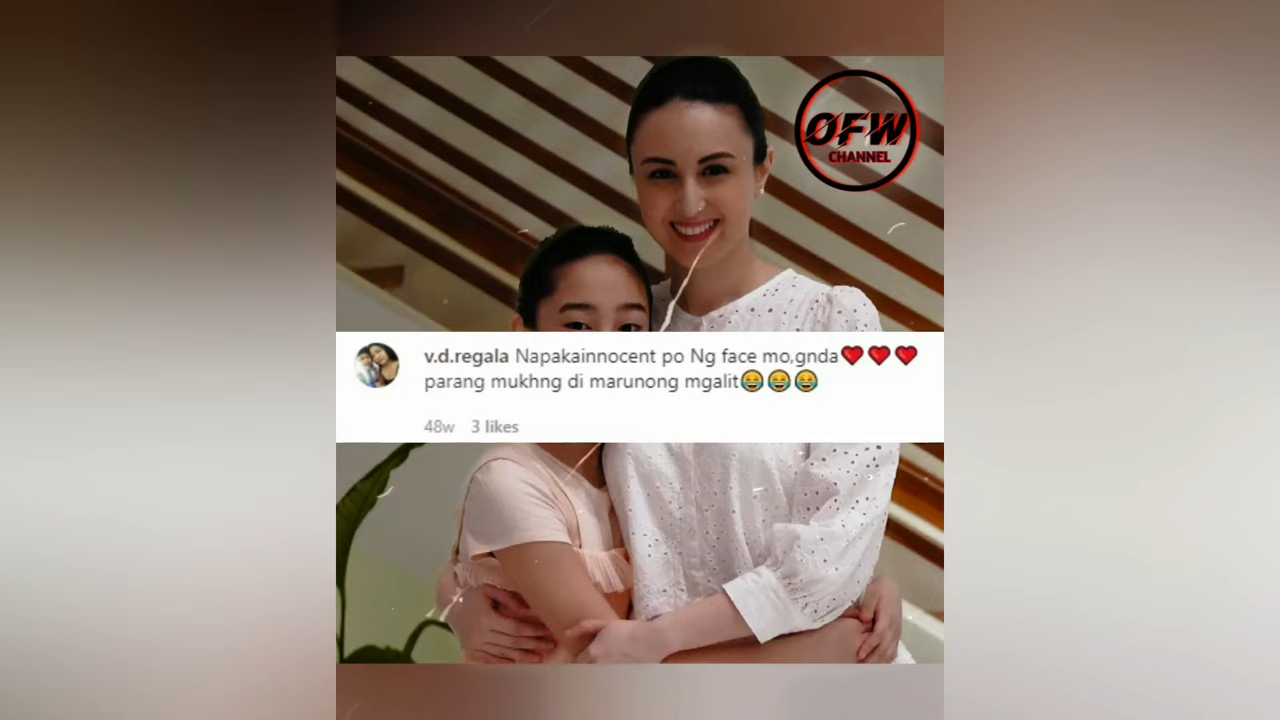 OFW
CHANNEL
v.d.regala Napakainnocent po Ng face mo,gnda❤️❤️❤️
parang mukhng di marunong mgalit😂😂😂
48w 3 likes